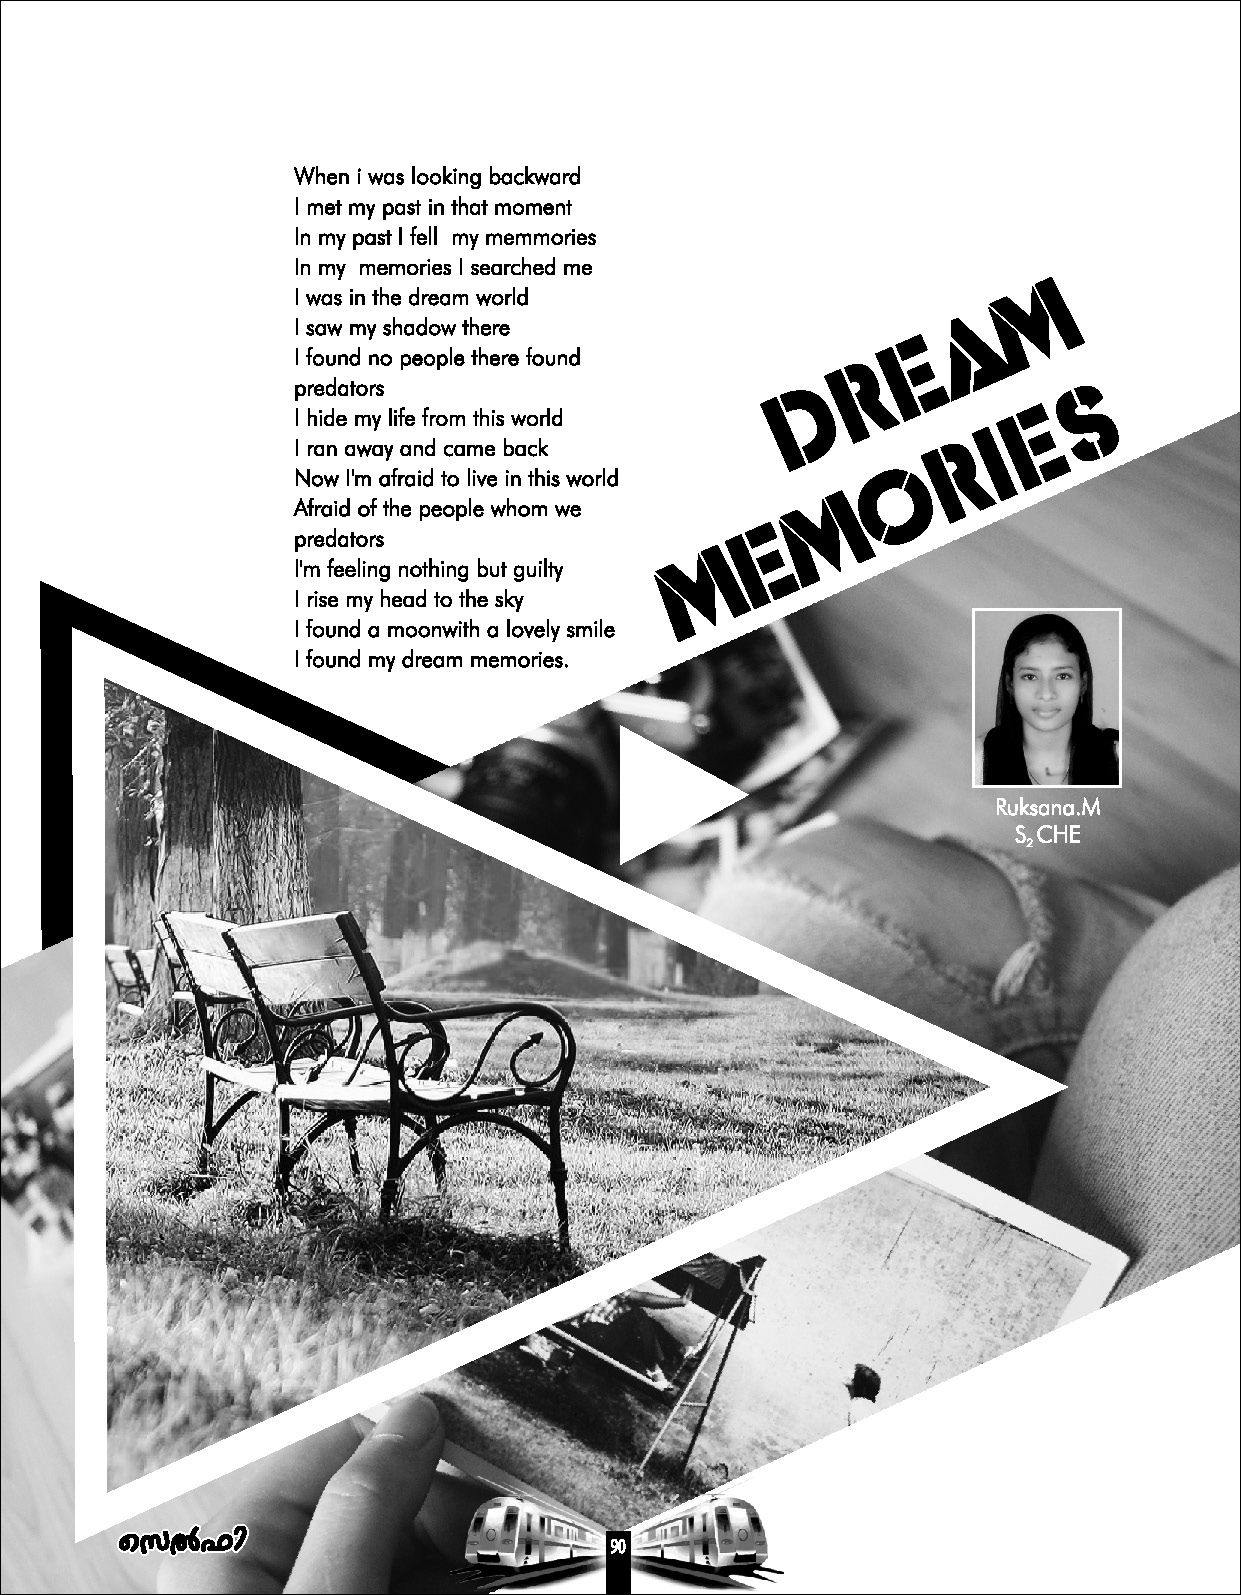 When i was looking backward
I met my past in that moment
In my past I fell my memmories
In my memories I searched me
I was in the dream world
I saw my shadow there
I found no people there found
predators
I hide my life from this world
I ran away and came back
Now I'm afraid to live in this world
Afraid of the people whom we
predators
I'm feeling nothing but guilty
I rise my head to the sky
I found a moonwith a lovely smile
I found my dream memories.
DREAM
MEMORIES
Ruksana.M
S₂ CHE
സെൽഫി
90